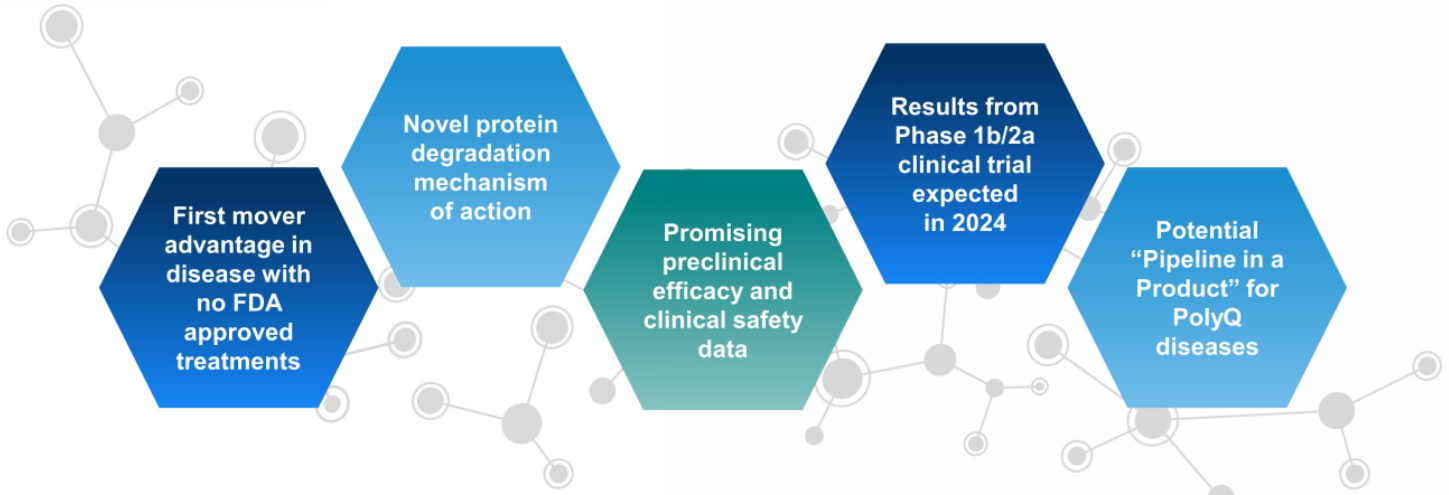 First mover
advantage in
disease with
no FDA
approved
treatments
Novel protein
degradation
mechanism
of action
Promising
preclinical
efficacy and
clinical safety
data
Results from
Phase 1b/2a
clinical trial
expected
in 2024
Potential
“Pipeline in a
Product” for
PolyQ
diseases